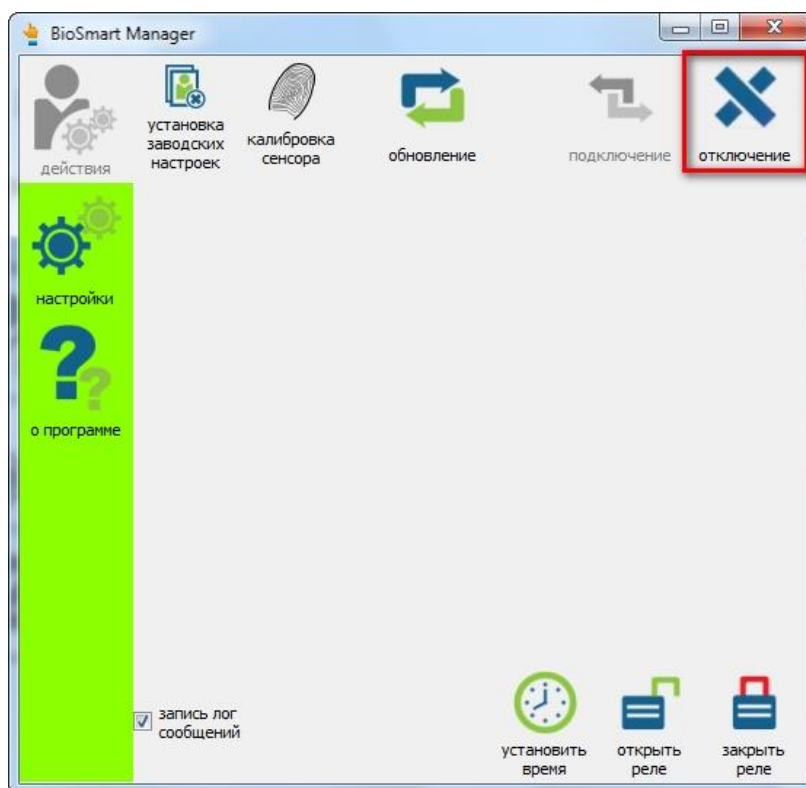 BioSmart Manager
действия
установка
заводских
настроек
калибровка
сенсора
обновление
подключение
отключение
настройки
о программе
запись лог
сообщений
установить
время
открыть
реле
закрыть
реле